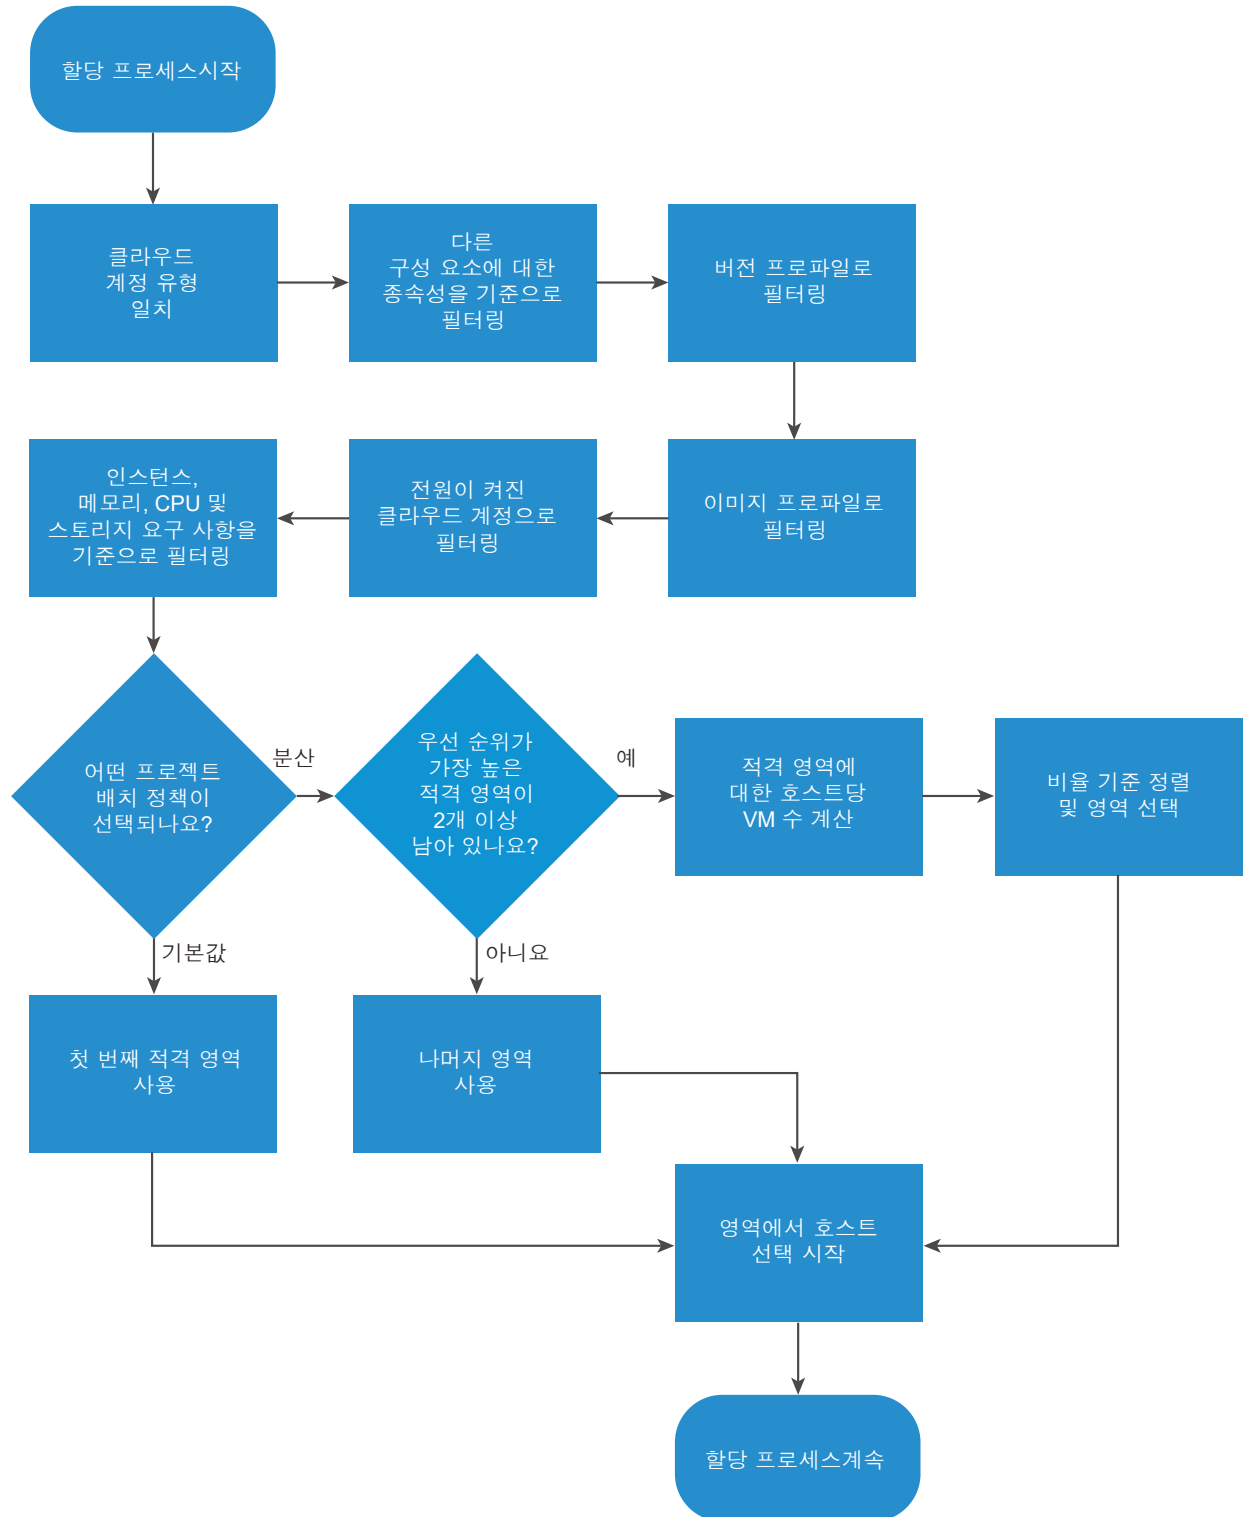 할당 프로세스시작
클라우드
계정 유형
일치
다른
구성 요소에 대한
종속성을 기준으로
필터링
버전 프로파일로
필터링
이미지 프로파일로
필터링
전원이 켜진
클라우드 계정으로
필터링
인스턴스,
메모리, CPU 및
스토리지 요구 사항을
기준으로 필터링
어떤 프로젝트
배치 정책이
선택되나요?
분산
우선 순위가
가장 높은
적격 영역이
2개 이상
남아 있나요?
예
적격 영역에
대한 호스트당
VM 수 계산
비율 기준 정렬
및 영역 선택
기본값
아니요
첫 번째 적격 영역
사용
나머지 영역
사용
영역에서 호스트
선택 시작
할당 프로세스계속